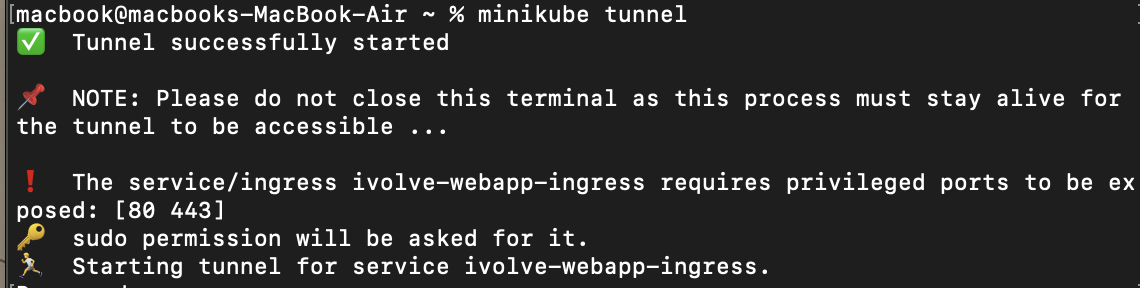 [macbook@macbooks-MacBook-Air ~ % minikube tunnel
✅  Tunnel successfully started
📌  NOTE: Please do not close this terminal as this process must stay alive for
the tunnel to be accessible ...
❗  The service/ingress ivolve-webapp-ingress requires privileged ports to be ex
posed: [80 443]
🔑  sudo permission will be asked for it.
🏃  Starting tunnel for service ivolve-webapp-ingress.